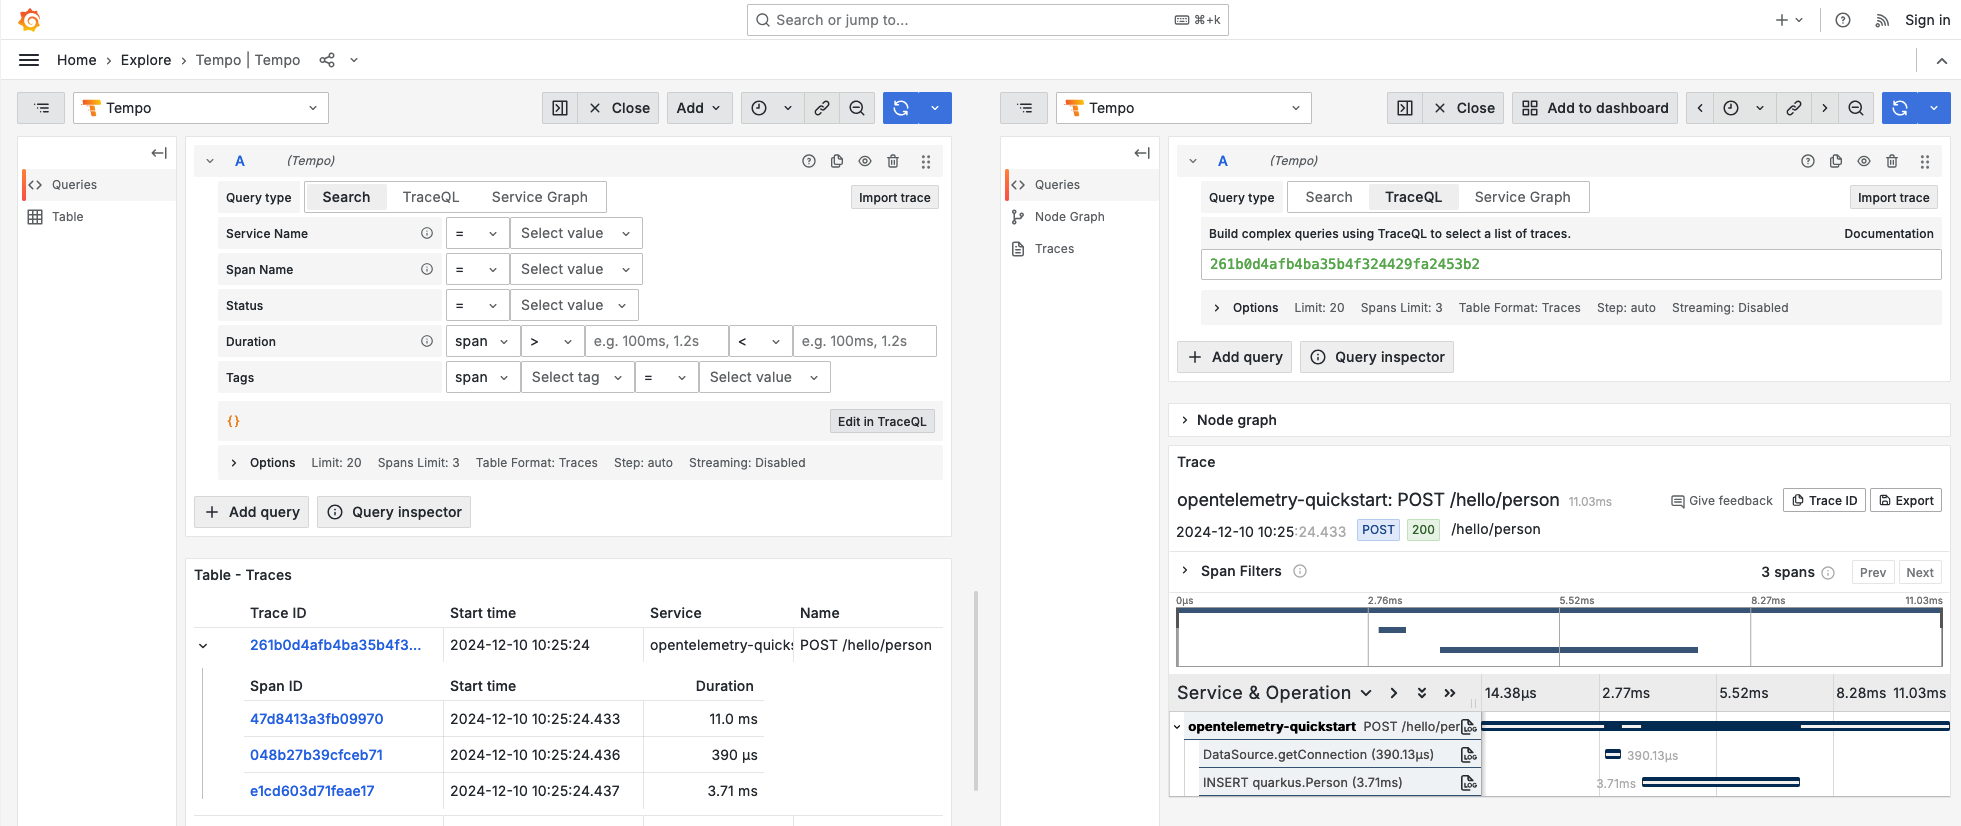 Search or jump to...
⌘+k
Sign in
Home › Explore › Tempo | Tempo
Tempo
Close
Add
Queries
Table
A (Tempo)
Query type Search TraceQL Service Graph Import trace
Service Name = Select value
Span Name = Select value
Status = Select value
Duration span > e.g. 100ms, 1.2s < e.g. 100ms, 1.2s
Tags span Select tag = Select value
{} Edit in TraceQL
Options Limit: 20 Spans Limit: 3 Table Format: Traces Step: auto Streaming: Disabled
+ Add query Query inspector
Table - Traces
Trace ID Start time Service Name
261b0d4afb4ba35b4f3... 2024-12-10 10:25:24 opentelemetry-quicks POST /hello/person
Span ID Start time Duration
47d8413a3fb09970 2024-12-10 10:25:24.433 11.0 ms
048b27b39cfceb71 2024-12-10 10:25:24.436 390 µs
e1cd603d71feae17 2024-12-10 10:25:24.437 3.71 ms
Tempo
Close
Add to dashboard
Queries
Node Graph
Traces
A (Tempo)
Query type Search TraceQL Service Graph Import trace
Build complex queries using TraceQL to select a list of traces. Documentation
261b0d4afb4ba35b4f324429fa2453b2
Options Limit: 20 Spans Limit: 3 Table Format: Traces Step: auto Streaming: Disabled
+ Add query Query inspector
Node graph
Trace
opentelemetry-quickstart: POST /hello/person 11.03ms Give feedback Trace ID Export
2024-12-10 10:25:24.433 POST 200 /hello/person
Span Filters 3 spans Prev Next
0µs 2.76ms 5.52ms 8.27ms 11.03ms
Service & Operation 14.38µs 2.77ms 5.52ms 8.28ms 11.03ms
opentelemetry-quickstart POST /hello/per LOG
DataSource.getConnection (390.13µs) LOG 390.13µs
INSERT quarkus.Person (3.71ms) LOG 3.71ms